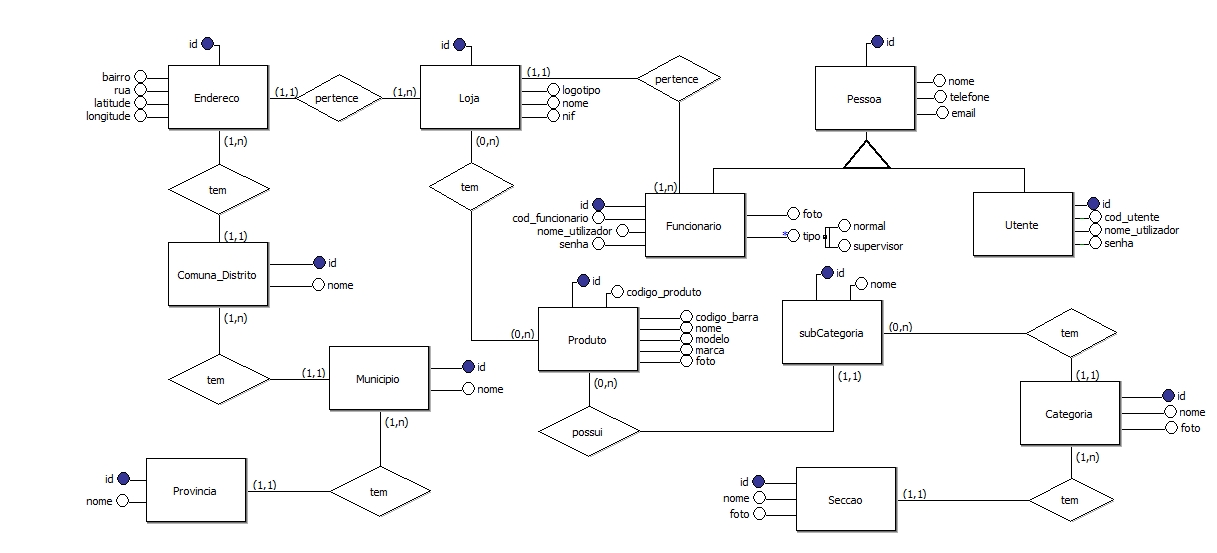 id
bairro
rua
latitude
longitude
Endereco
(1,1)
pertence
(1,n)
id
Loja
(1,1)
logotipo
nome
nif
pertence
(1,n)
id
Pessoa
nome
telefone
email
(1,n)
tem
(1,1)
Comuna_Distrito
id
nome
(1,n)
tem
(1,1)
Municipio
id
nome
(1,n)
tem
(1,1)
Provincia
id
nome
(0,n)
tem
(0,n)
id
cod_funcionario
nome_utilizador
senha
Funcionario
foto
*
tipo
normal
supervisor
Utente
id
cod_utente
nome_utilizador
senha
id
codigo_produto
Produto
codigo_barra
nome
modelo
marca
foto
(0,n)
possui
(1,1)
id
nome
subCategoria
(0,n)
tem
(1,1)
Categoria
id
nome
foto
(1,n)
tem
(1,1)
Seccao
id
nome
foto